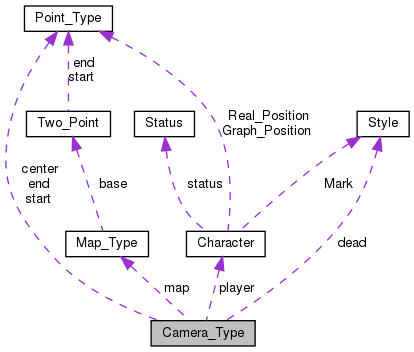 Point_Type
end
start
Two_Point
Status
Real_Position
Graph_Position
Style
center
end
start
base
status
Mark
Map_Type
Character
dead
map
player
Camera_Type